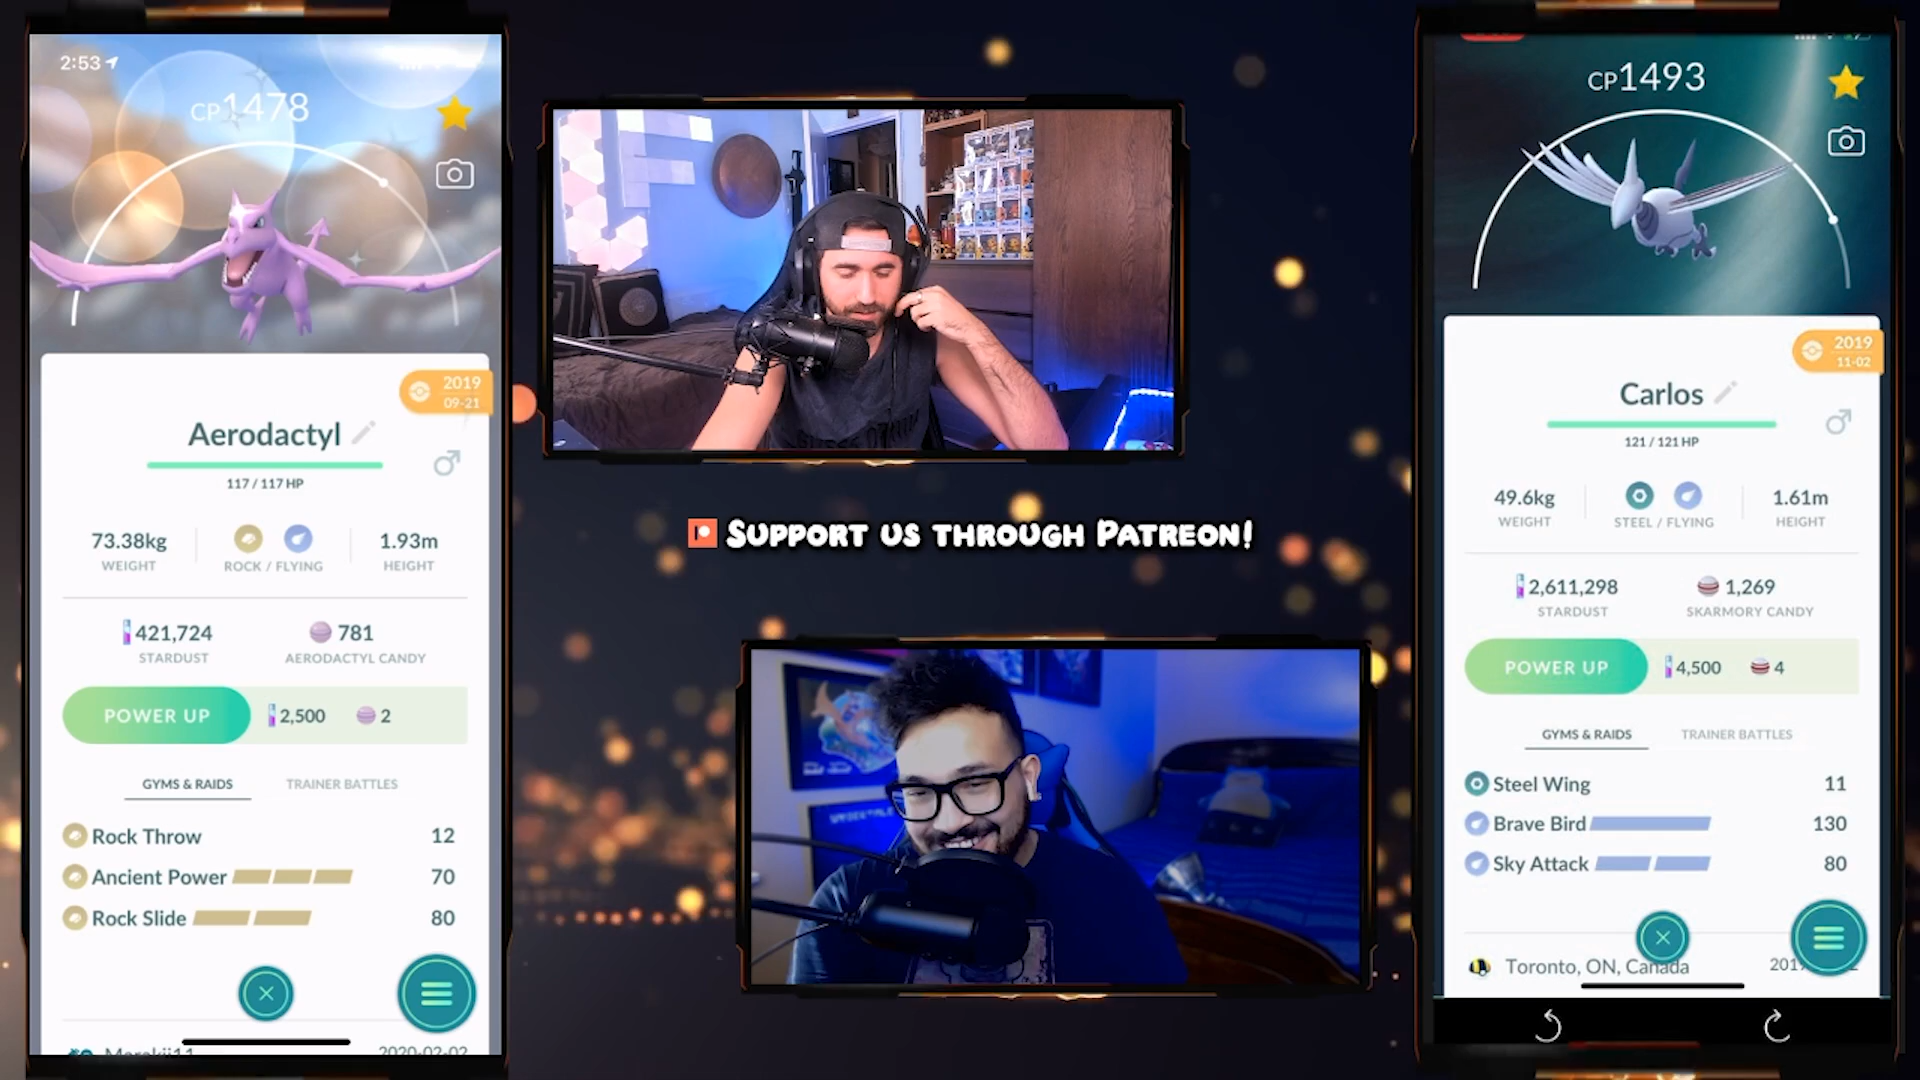 2:53
CP1478
2019
09-21
Aerodactyl
117 / 117 HP
73.38kg
WEIGHT
ROCK / FLYING
1.93m
HEIGHT
421,724
STARDUST
781
AERODACTYL CANDY
POWER UP
2,500
2
GYMS & RAIDS
TRAINER BATTLES
Rock Throw 12
Ancient Power 70
Rock Slide 80
2020-02-02
Support us through Patreon!
CP1493
2019
11-02
Carlos
121 / 121 HP
49.6kg
WEIGHT
STEEL / FLYING
1.61m
HEIGHT
2,611,298
STARDUST
1,269
SKARMORY CANDY
POWER UP
4,500
4
GYMS & RAIDS
TRAINER BATTLES
Steel Wing 11
Brave Bird 130
Sky Attack 80
Toronto, ON, Canada